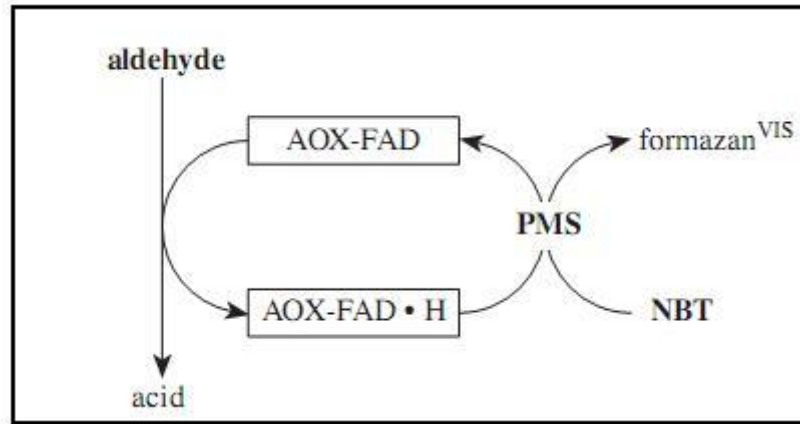 aldehyde
AOX-FAD
formazan^VIS
PMS
AOX-FAD • H
NBT
acid